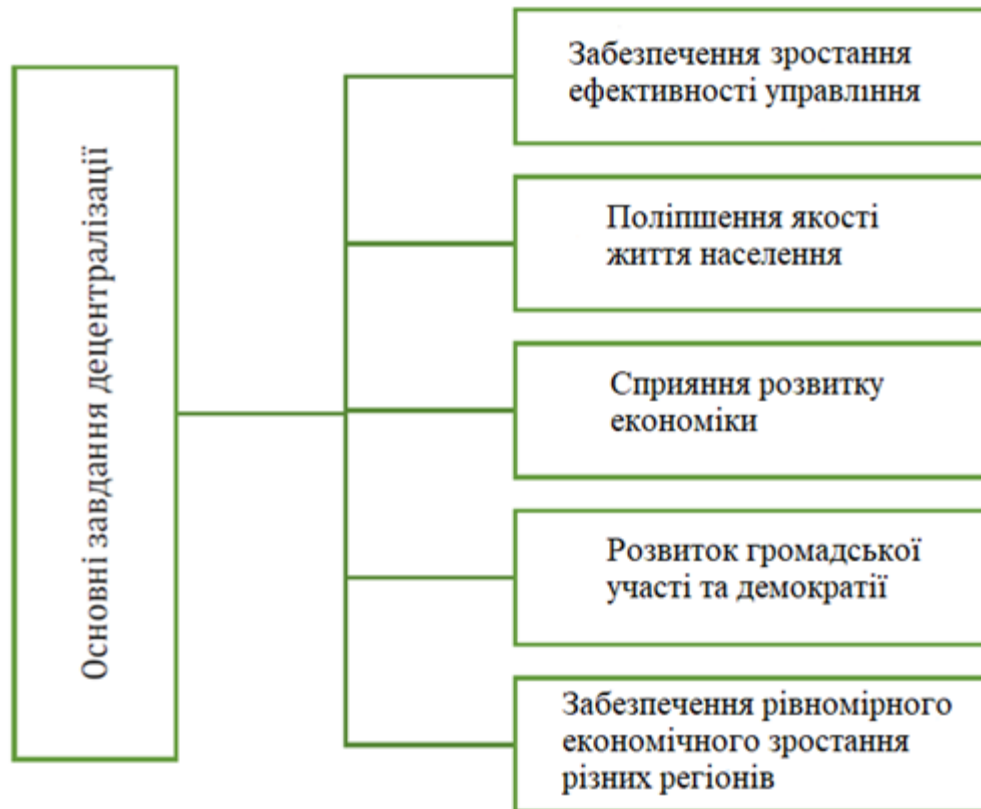 Основні завдання децентралізації
Забезпечення зростання
ефективності управління
Поліпшення якості
життя населення
Сприяння розвитку
економіки
Розвиток громадської
участі та демократії
Забезпечення рівномірного
економічного зростання
різних регіонів